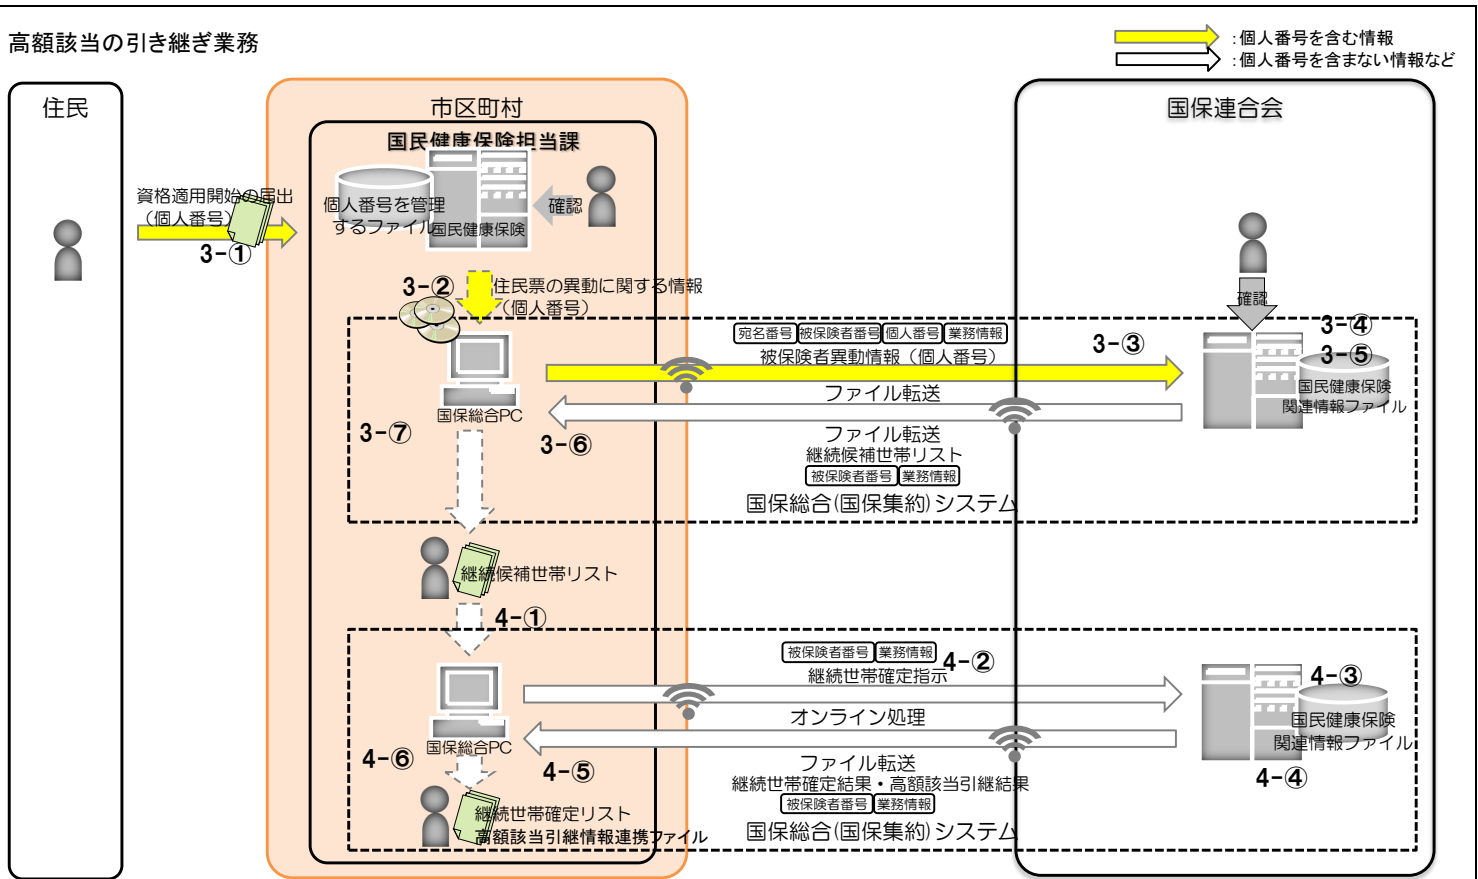 高額該当の引き継ぎ業務
:個人番号を含む情報
:個人番号を含まない情報など
住民
市区町村
国保連合会
国民健康保険担当課
資格適用開始の届出
（個人番号）
3-①
個人番号を管理
するファイル
国民健康保険
確認
3-②
住民票の異動に関する情報
（個人番号）
確認
宛名番号 被保険者番号 個人番号 業務情報
被保険者異動情報（個人番号）
3-③
3-④
3-⑤
国民健康保険
関連情報ファイル
ファイル転送
国保総合PC
3-⑦
3-⑥
ファイル転送
継続候補世帯リスト
被保険者番号 業務情報
国保総合(国保集約)システム
継続候補世帯リスト
4-①
被保険者番号 業務情報
4-②
継続世帯確定指示
4-③
国民健康保険
関連情報ファイル
オンライン処理
国保総合PC
4-⑥
4-⑤
4-④
ファイル転送
継続世帯確定結果・高額該当引継結果
被保険者番号 業務情報
国保総合(国保集約)システム
継続世帯確定リスト
高額該当引継情報連携ファイル